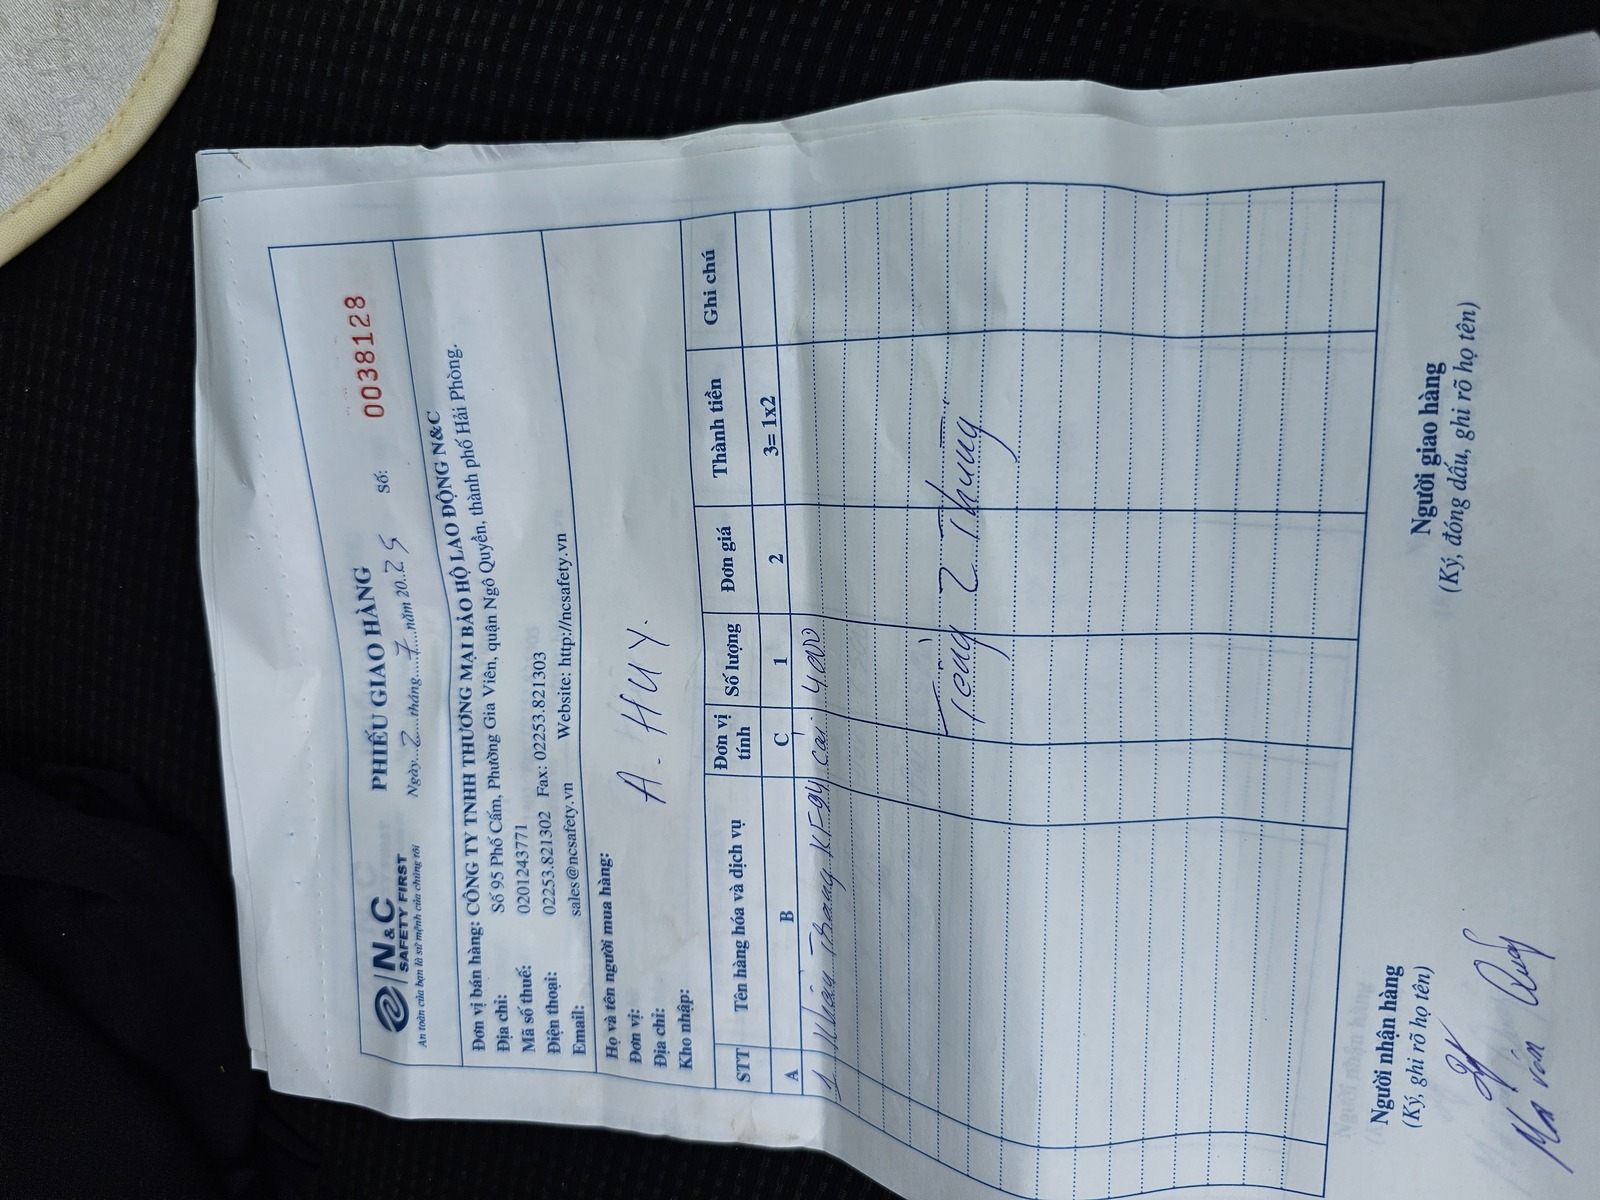 N&C
SAFETY FIRST
An toàn của bạn là sứ mệnh của chúng tôi
PHIẾU GIAO HÀNG
Ngày..2...tháng...7...năm 20.25 Số: 0038128
Đơn vị bán hàng: CÔNG TY TNHH THƯƠNG MẠI BẢO HỘ LAO ĐỘNG N&C
Địa chỉ: Số 95 Phố Cấm, Phường Gia Viên, quận Ngô Quyền, thành phố Hải Phòng.
Mã số thuế: 0201243771
Điện thoại: 02253.821302 Fax: 02253.821303
Email: sales@ncsafety.vn Website: http://ncsafety.vn
Họ và tên người mua hàng:
A. HUY.
Đơn vị:
Địa chỉ:
Kho nhập:
STT Tên hàng hóa và dịch vụ Đơn vị tính Số lượng Đơn giá Thành tiền Ghi chú
A B C 1 2 3= 1x2
1 Khẩu Trang KF94 Cái 4.000
Tổng 2 Thùng
Người nhận hàng Người giao hàng
(Ký, ghi rõ họ tên) (Ký, đóng dấu, ghi rõ họ tên)
Ma văn Quý